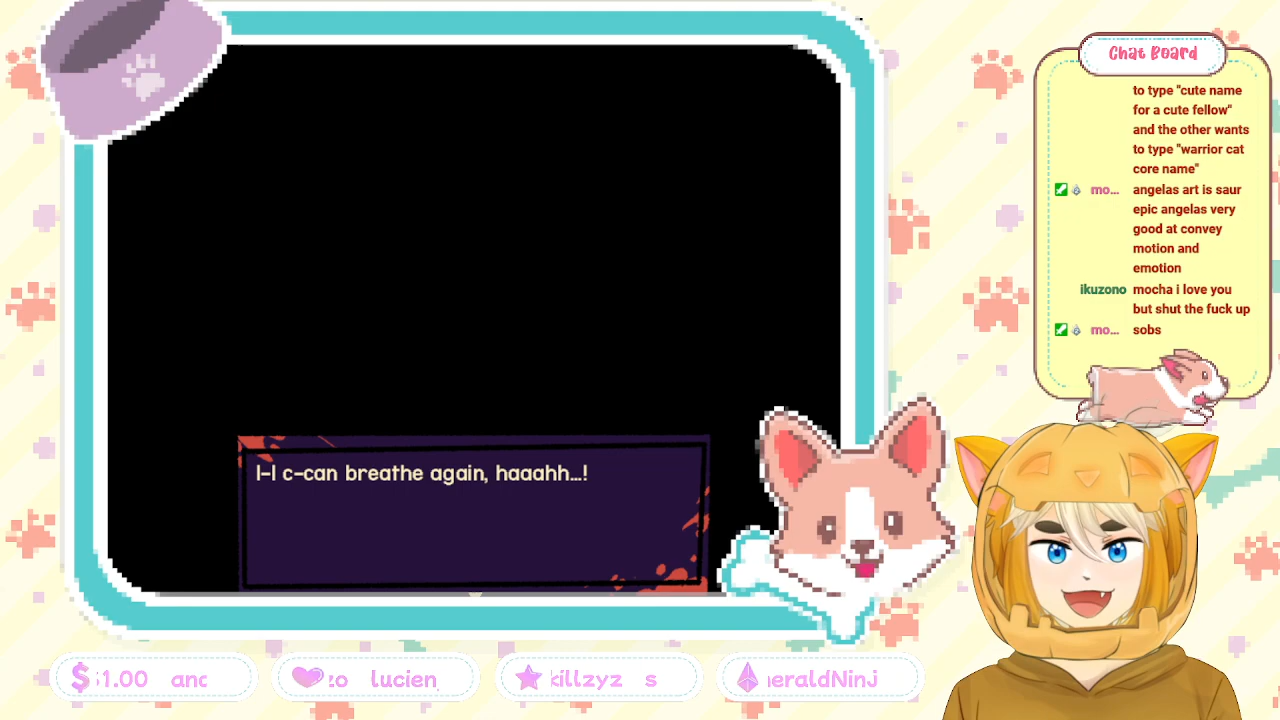 Chat Board
to type "cute name
for a cute fellow"
and the other wants
to type "warrior cat
core name"
mo... angelas art is saur
epic angelas very
good at convey
motion and
emotion
ikuzono mocha i love you
but shut the fuck up
mo... sobs
I-I c-can breathe again, haaahh...!
$ 1.00 and
to lucien
killzyz s
eraldNinJ